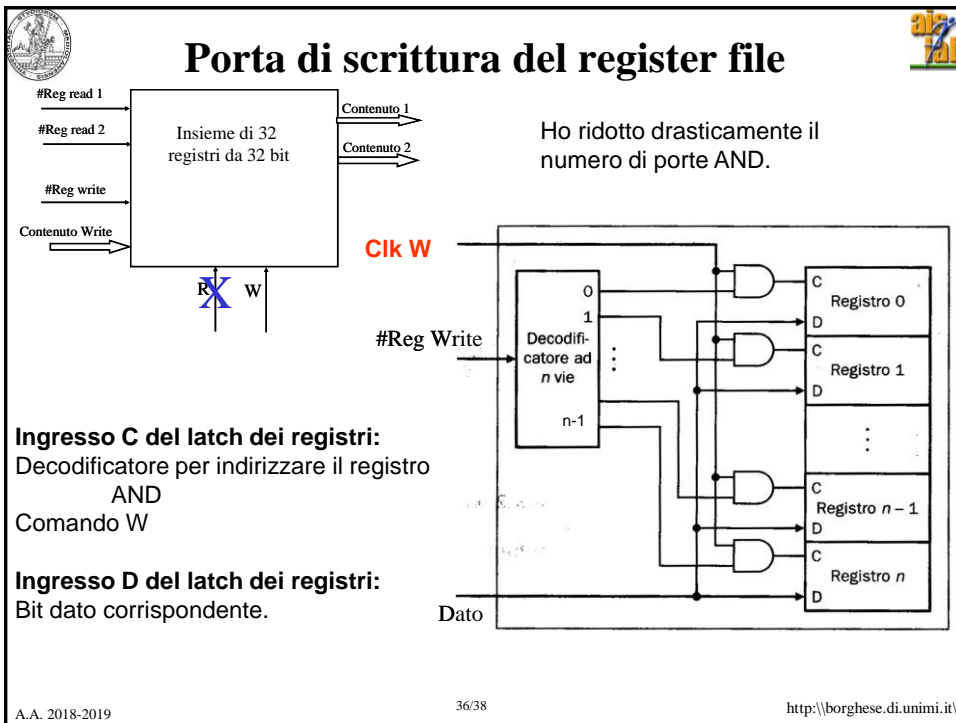 Porta di scrittura del register file
#Reg read 1
#Reg read 2
#Reg write
Contenuto Write
Insieme di 32
registri da 32 bit
Contenuto 1
Contenuto 2
R
X
W
Ho ridotto drasticamente il
numero di porte AND.
Clk W
#Reg Write
Decodifi-
catore ad
n vie
0
1
n-1
C
Registro 0
D
C
Registro 1
D
C
Registro n – 1
D
C
Registro n
D
Dato
Ingresso C del latch dei registri:
Decodificatore per indirizzare il registro
AND
Comando W
Ingresso D del latch dei registri:
Bit dato corrispondente.
A.A. 2018-2019
36/38
http:\\borghese.di.unimi.it\